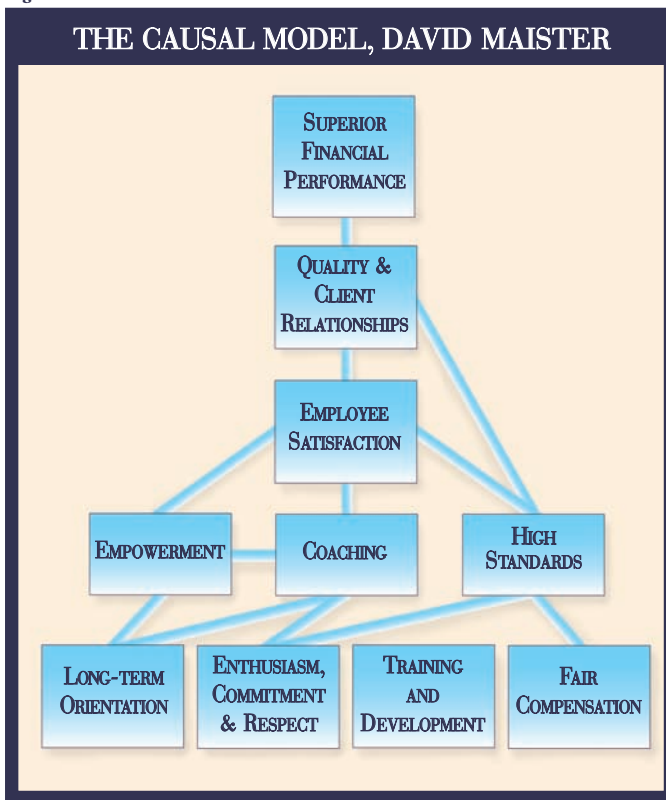 THE CAUSAL MODEL, DAVID MAISTER
SUPERIOR
FINANCIAL
PERFORMANCE
QUALITY &
CLIENT
RELATIONSHIPS
EMPLOYEE
SATISFACTION
EMPOWERMENT
COACHING
HIGH
STANDARDS
LONG-TERM
ORIENTATION
ENTHUSIASM,
COMMITMENT
& RESPECT
TRAINING
AND
DEVELOPMENT
FAIR
COMPENSATION